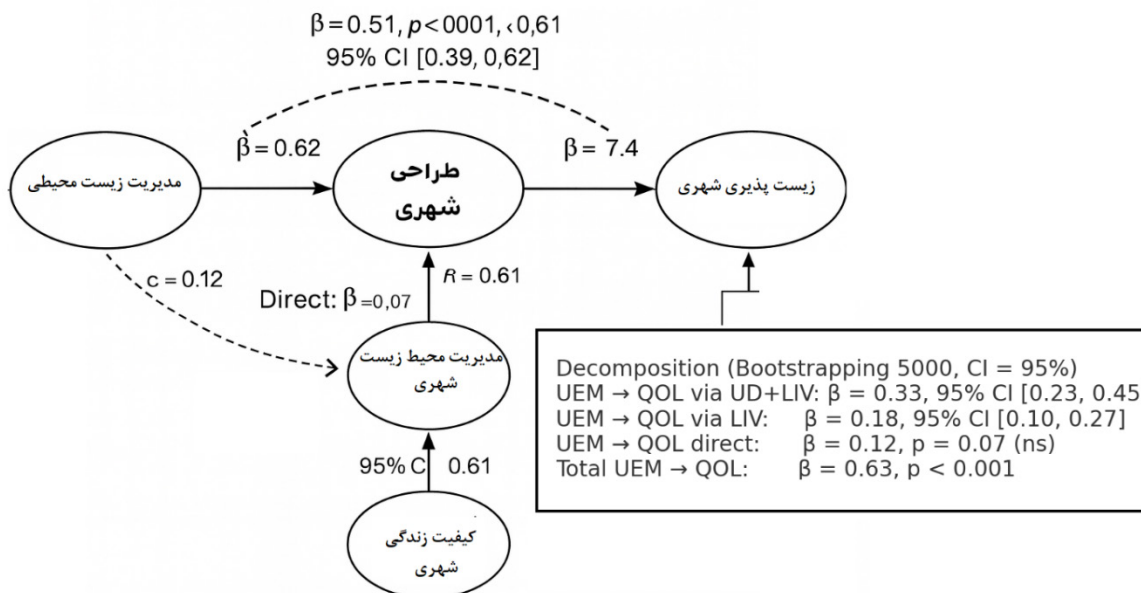 β=0.51, p<0001, ‹0,61
95% CI [0.39, 0,62]
β=0.62
β= 7.4
مدیریت زیست محیطی
طراحی
شهری
زیست پذیری شهری
c=0.12
R=0.61
Direct: β=0,07
مدیریت محیط زیست
شهری
95% C 0.61
کیفیت زندگی
شهری
Decomposition (Bootstrapping 5000, CI = 95%)
UEM → QOL via UD+LIV: β = 0.33, 95% CI [0.23, 0.45
UEM → QOL via LIV: β = 0.18, 95% CI [0.10, 0.27]
UEM → QOL direct: β = 0.12, p = 0.07 (ns)
Total UEM → QOL: β = 0.63, p < 0.001